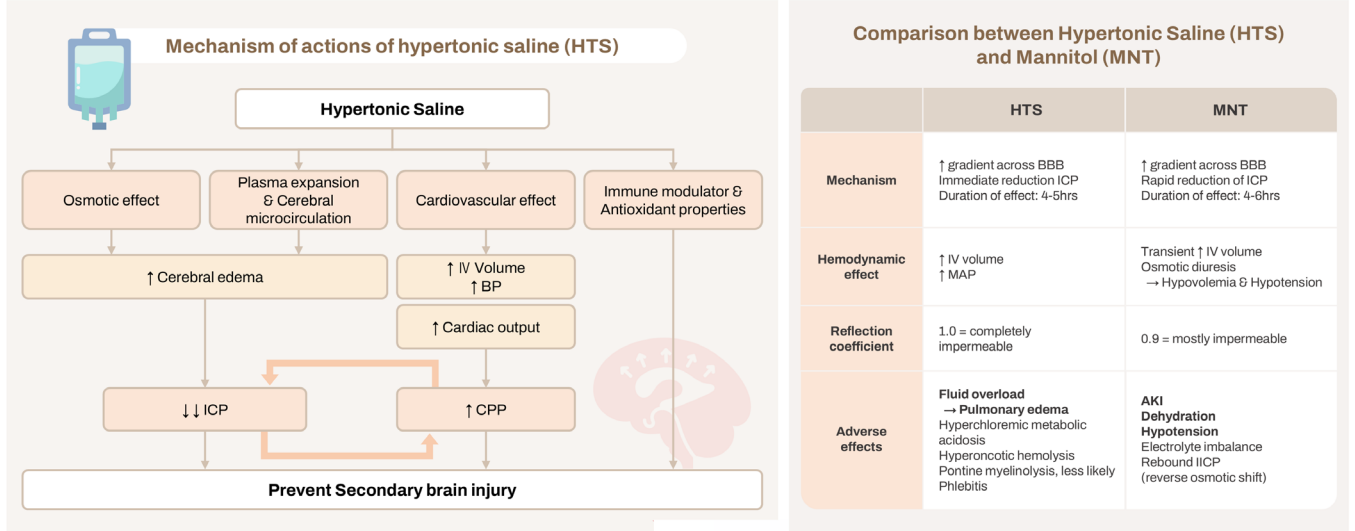 Mechanism of actions of hypertonic saline (HTS)
Hypertonic Saline
Osmotic effect
Plasma expansion
& Cerebral
microcirculation
Cardiovascular effect
Immune modulator &
Antioxidant properties
↑ Cerebral edema
↑ IV Volume
↑ BP
↑ Cardiac output
↓↓ ICP
↑ CPP
Prevent Secondary brain injury
Comparison between Hypertonic Saline (HTS)
and Mannitol (MNT)
HTS
MNT
Mechanism
↑ gradient across BBB
Immediate reduction ICP
Duration of effect: 4-5hrs
↑ gradient across BBB
Rapid reduction of ICP
Duration of effect: 4-6hrs
Hemodynamic
effect
↑ IV volume
↑ MAP
Transient ↑ IV volume
Osmotic diuresis
→ Hypovolemia & Hypotension
Reflection
coefficient
1.0 = completely
impermeable
0.9 = mostly impermeable
Adverse
effects
Fluid overload
→ Pulmonary edema
Hyperchloremic metabolic
acidosis
Hyperoncotic hemolysis
Pontine myelinolysis, less likely
Phlebitis
AKI
Dehydration
Hypotension
Electrolyte imbalance
Rebound IICP
(reverse osmotic shift)